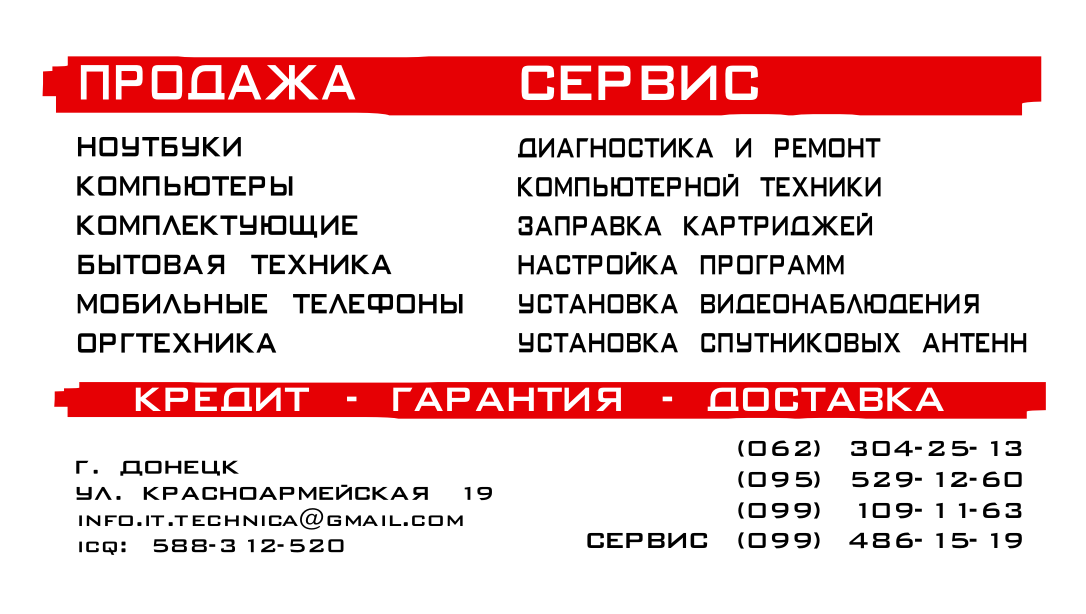 ПРОДАЖА
НОУТБУКИ
КОМПЬЮТЕРЫ
КОМПЛЕКТУЮЩИЕ
БЫТОВАЯ ТЕХНИКА
МОБИЛЬНЫЕ ТЕЛЕФОНЫ
ОРГТЕХНИКА
СЕРВИС
ДИАГНОСТИКА И РЕМОНТ
КОМПЬЮТЕРНОЙ ТЕХНИКИ
ЗАПРАВКА КАРТРИДЖЕЙ
НАСТРОЙКА ПРОГРАММ
УСТАНОВКА ВИДЕОНАБЛЮДЕНИЯ
УСТАНОВКА СПУТНИКОВЫХ АНТЕНН
КРЕДИТ - ГАРАНТИЯ - ДОСТАВКА
Г. ДОНЕЦК
УЛ. КРАСНОАРМЕЙСКАЯ 19
INFO.IT.TECHNICA@GMAIL.COM
ICQ: 588-312-520
(062) 304-25-13
(095) 529-12-60
(099) 109-11-63
СЕРВИС (099) 486-15-19